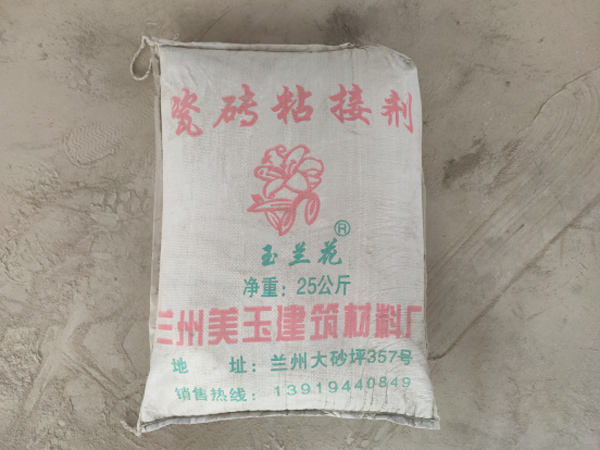 瓷砖粘接剂
®
玉兰花
净重：25公斤
兰州美玉建筑材料厂
地 址：兰州大砂坪357号
销售热线：13919440849